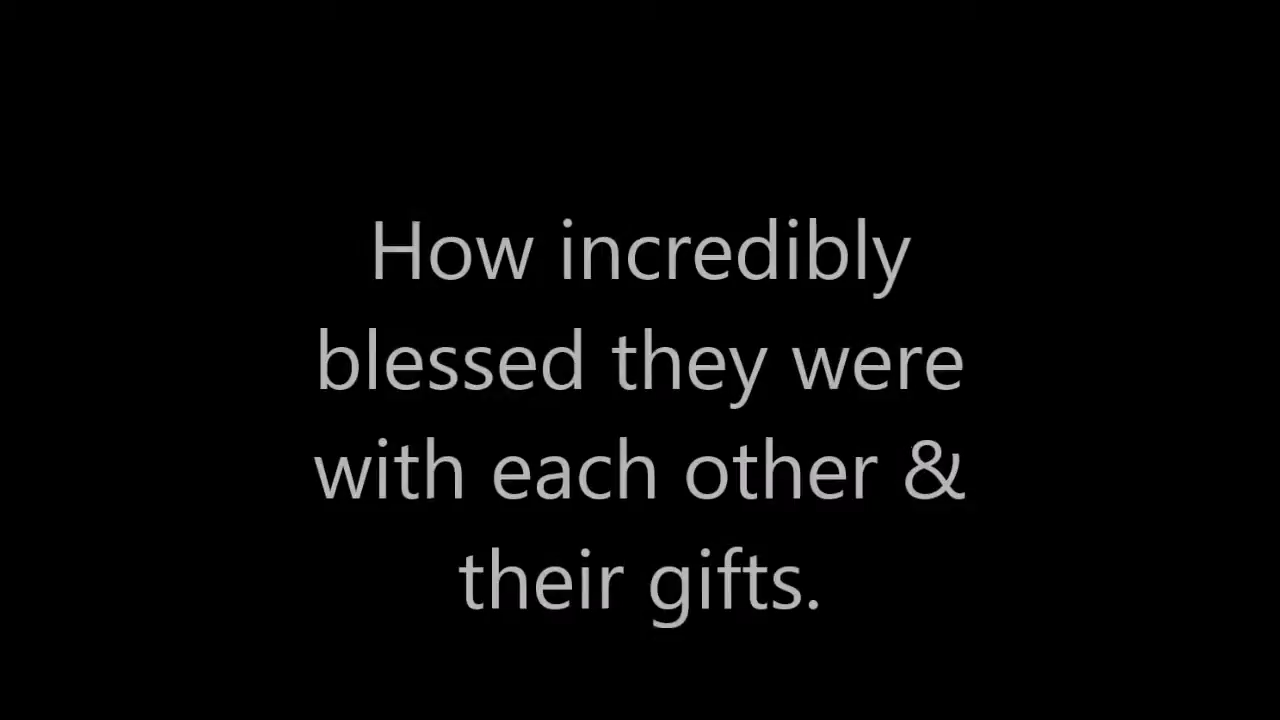 How incredibly
blessed they were
with each other &
their gifts.